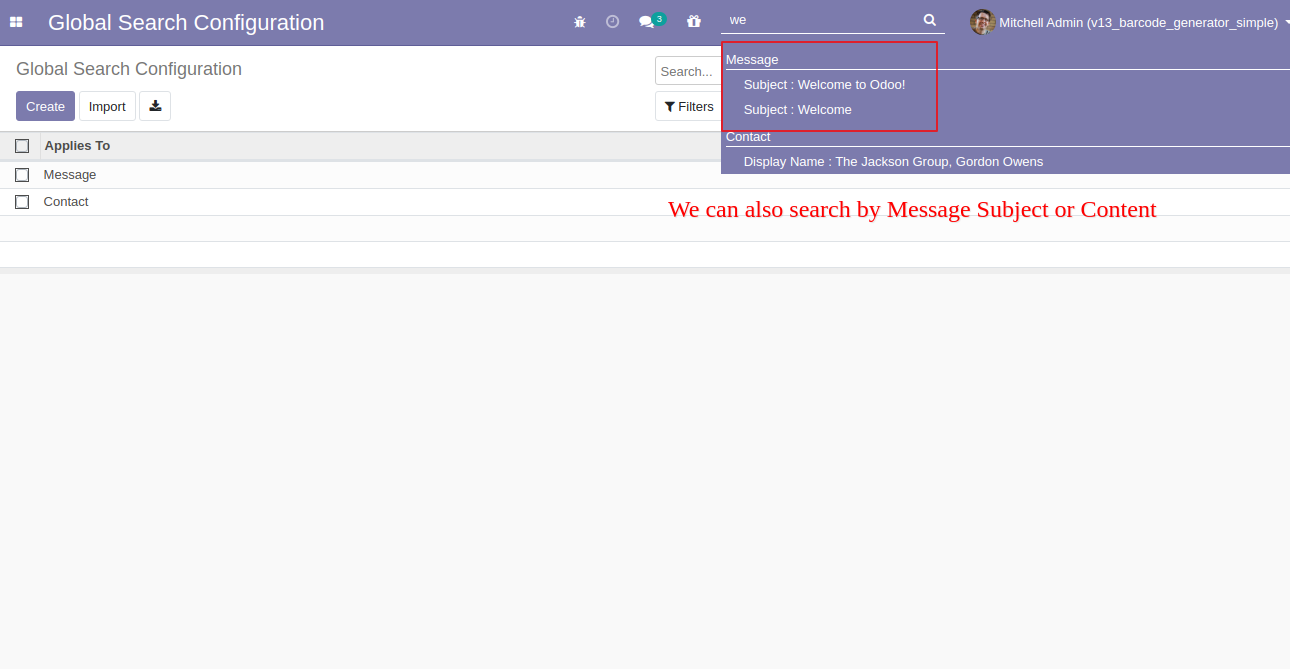 Global Search Configuration
3
we
Mitchell Admin (v13_barcode_generator_simple)
Global Search Configuration
Search...
Create
Import
Filters
Message
Subject : Welcome to Odoo!
Subject : Welcome
Contact
Display Name : The Jackson Group, Gordon Owens
Applies To
Message
Contact
We can also search by Message Subject or Content